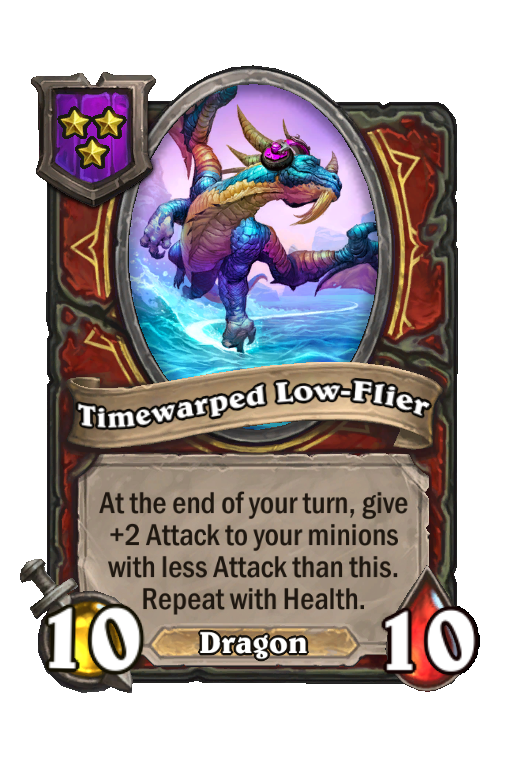 Timewarped Low-Flier
At the end of your turn, give
+2 Attack to your minions
with less Attack than this.
Repeat with Health.
10
Dragon
10